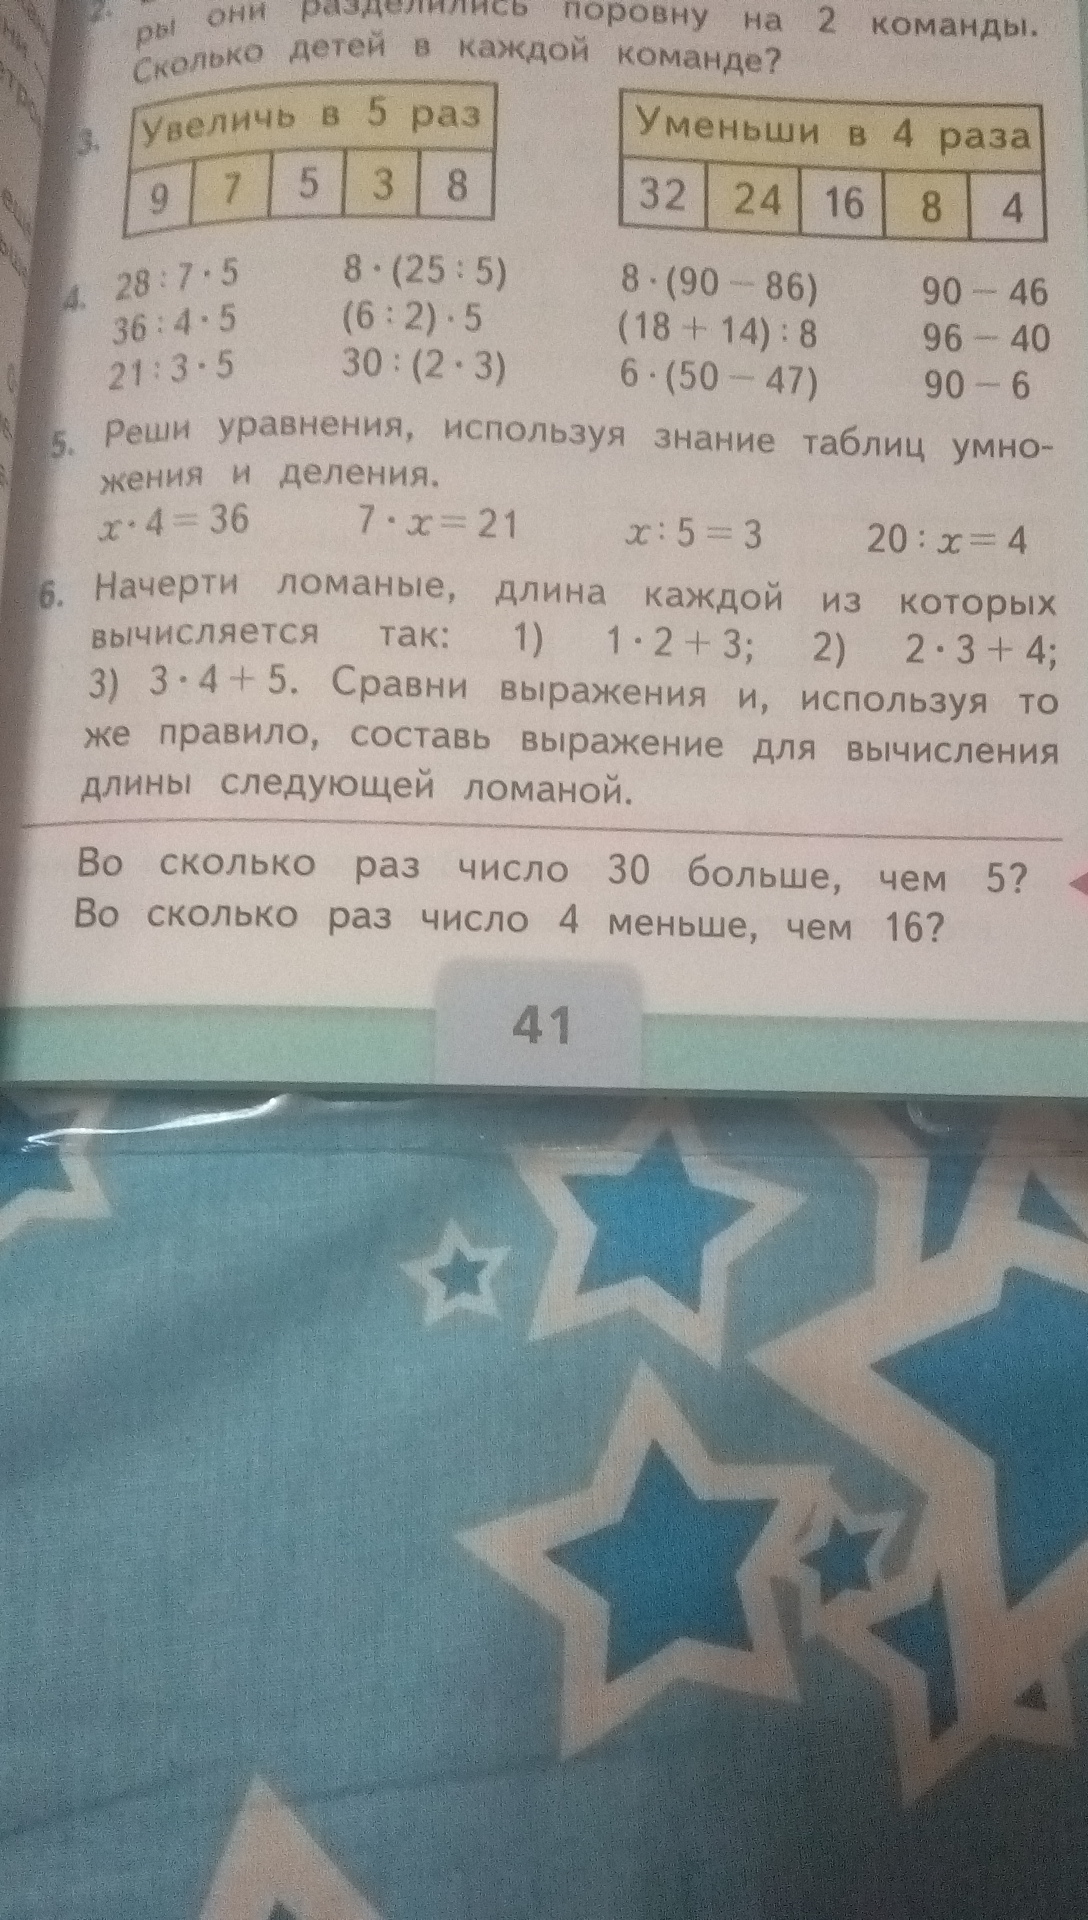 2.
ры они разделились поровну на 2 команды.
Сколько детей в каждой команде?
3. Увеличь в 5 раз
9 7 5 3 8
Уменьши в 4 раза
32 24 16 8 4
4. 28 : 7 · 5 8 · (25 : 5) 8 · (90 − 86) 90 − 46
36 : 4 · 5 (6 : 2) · 5 (18 + 14) : 8 96 − 40
21 : 3 · 5 30 : (2 · 3) 6 · (50 − 47) 90 − 6
5. Реши уравнения, используя знание таблиц умно-
жения и деления.
x · 4 = 36 7 · x = 21 x : 5 = 3 20 : x = 4
6. Начерти ломаные, длина каждой из которых
вычисляется так: 1) 1 · 2 + 3; 2) 2 · 3 + 4;
3) 3 · 4 + 5. Сравни выражения и, используя то
же правило, составь выражение для вычисления
длины следующей ломаной.
Во сколько раз число 30 больше, чем 5?
Во сколько раз число 4 меньше, чем 16?
41